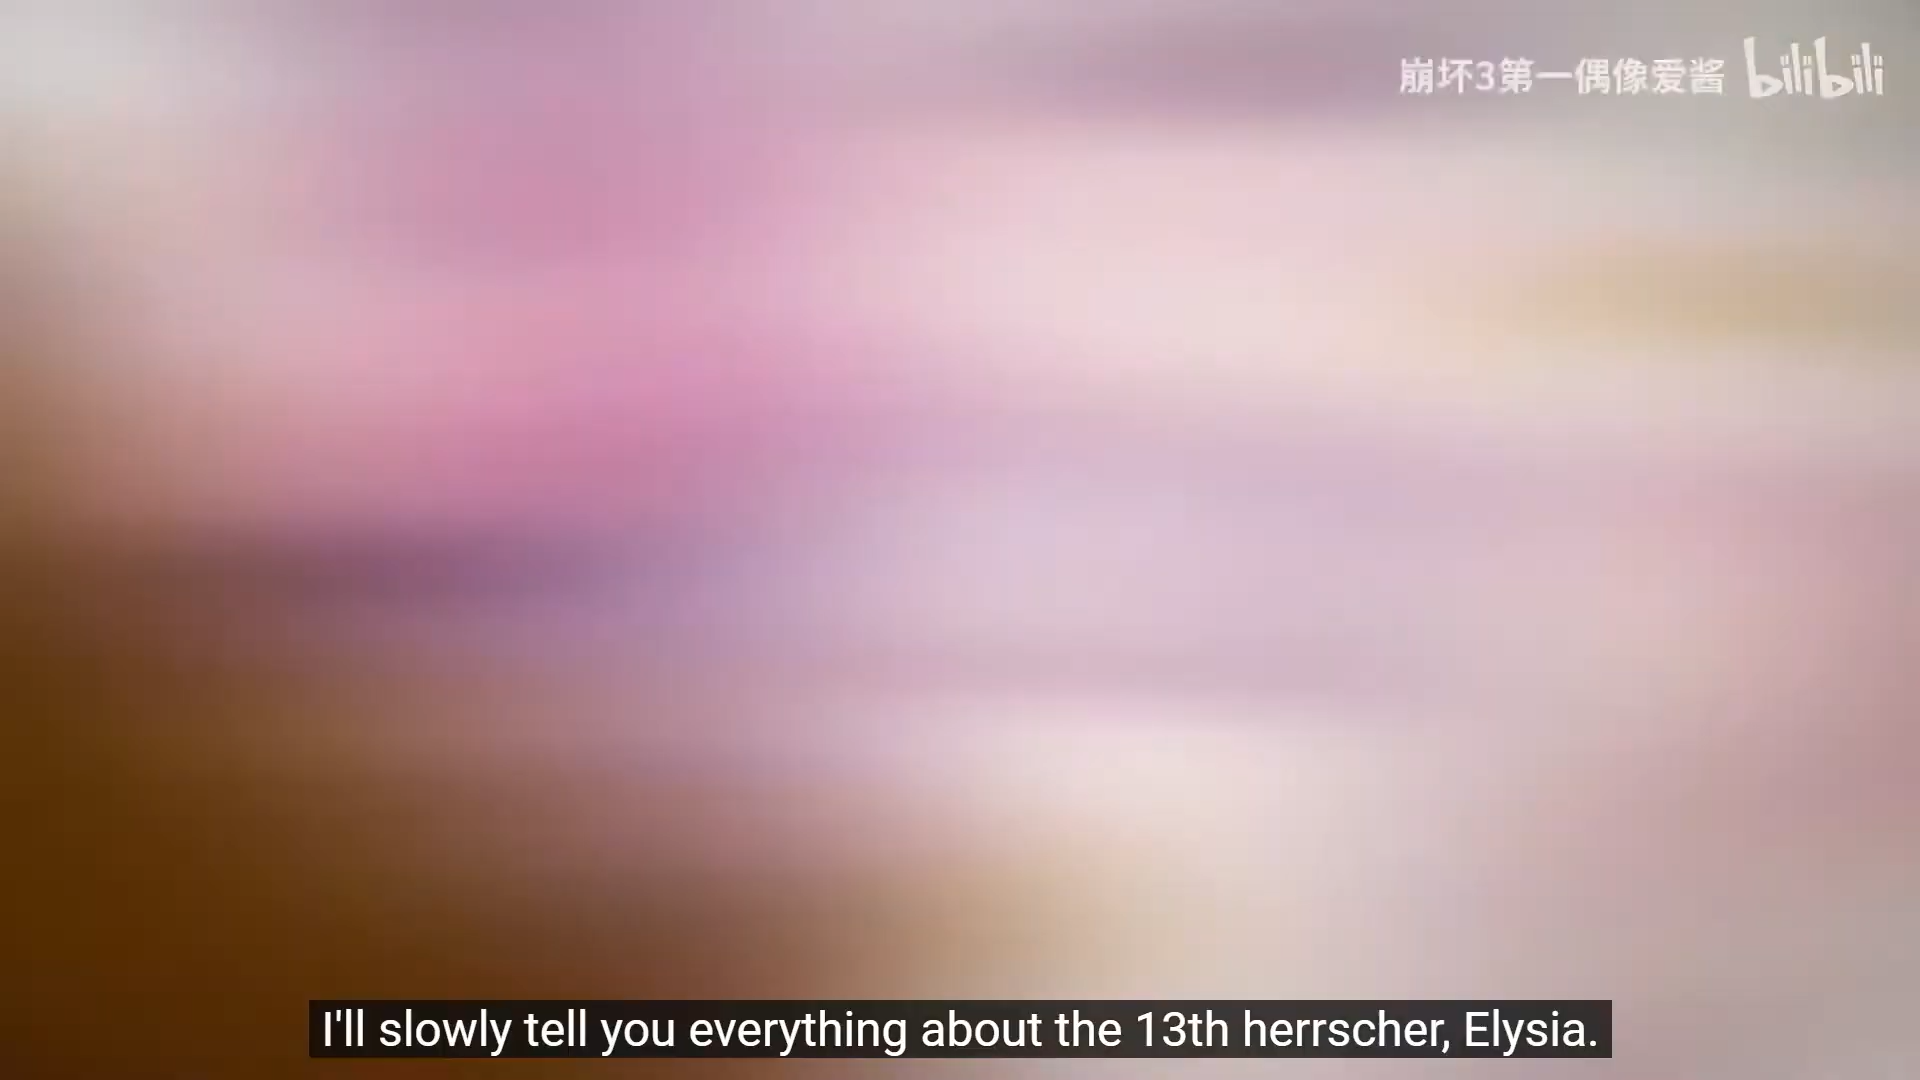 崩坏3第一偶像爱酱 bilibili
I'll slowly tell you everything about the 13th herrscher, Elysia.